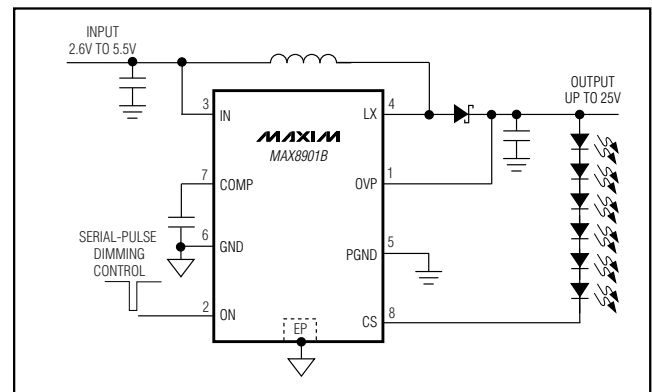 INPUT
2.6V TO 5.5V
OUTPUT
UP TO 25V
3
IN
LX
4
MAXIM
MAX8901B
7
COMP
OVP
1
6
GND
SERIAL-PULSE
DIMMING
CONTROL
PGND
5
2
ON
EP
CS
8